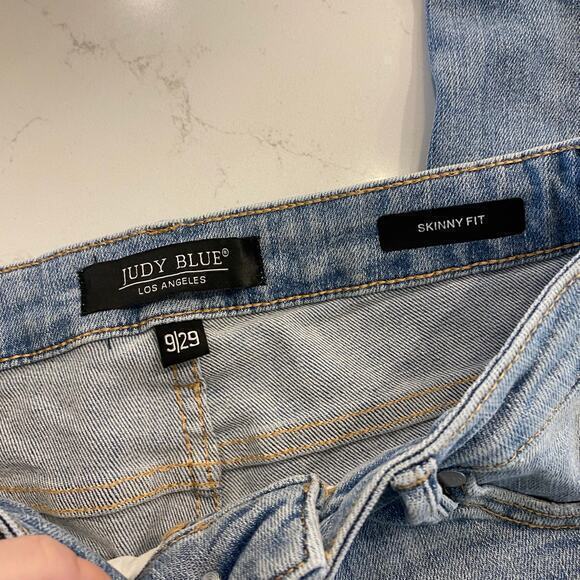 JUDY BLUE®
LOS ANGELES
SKINNY FIT
9|29